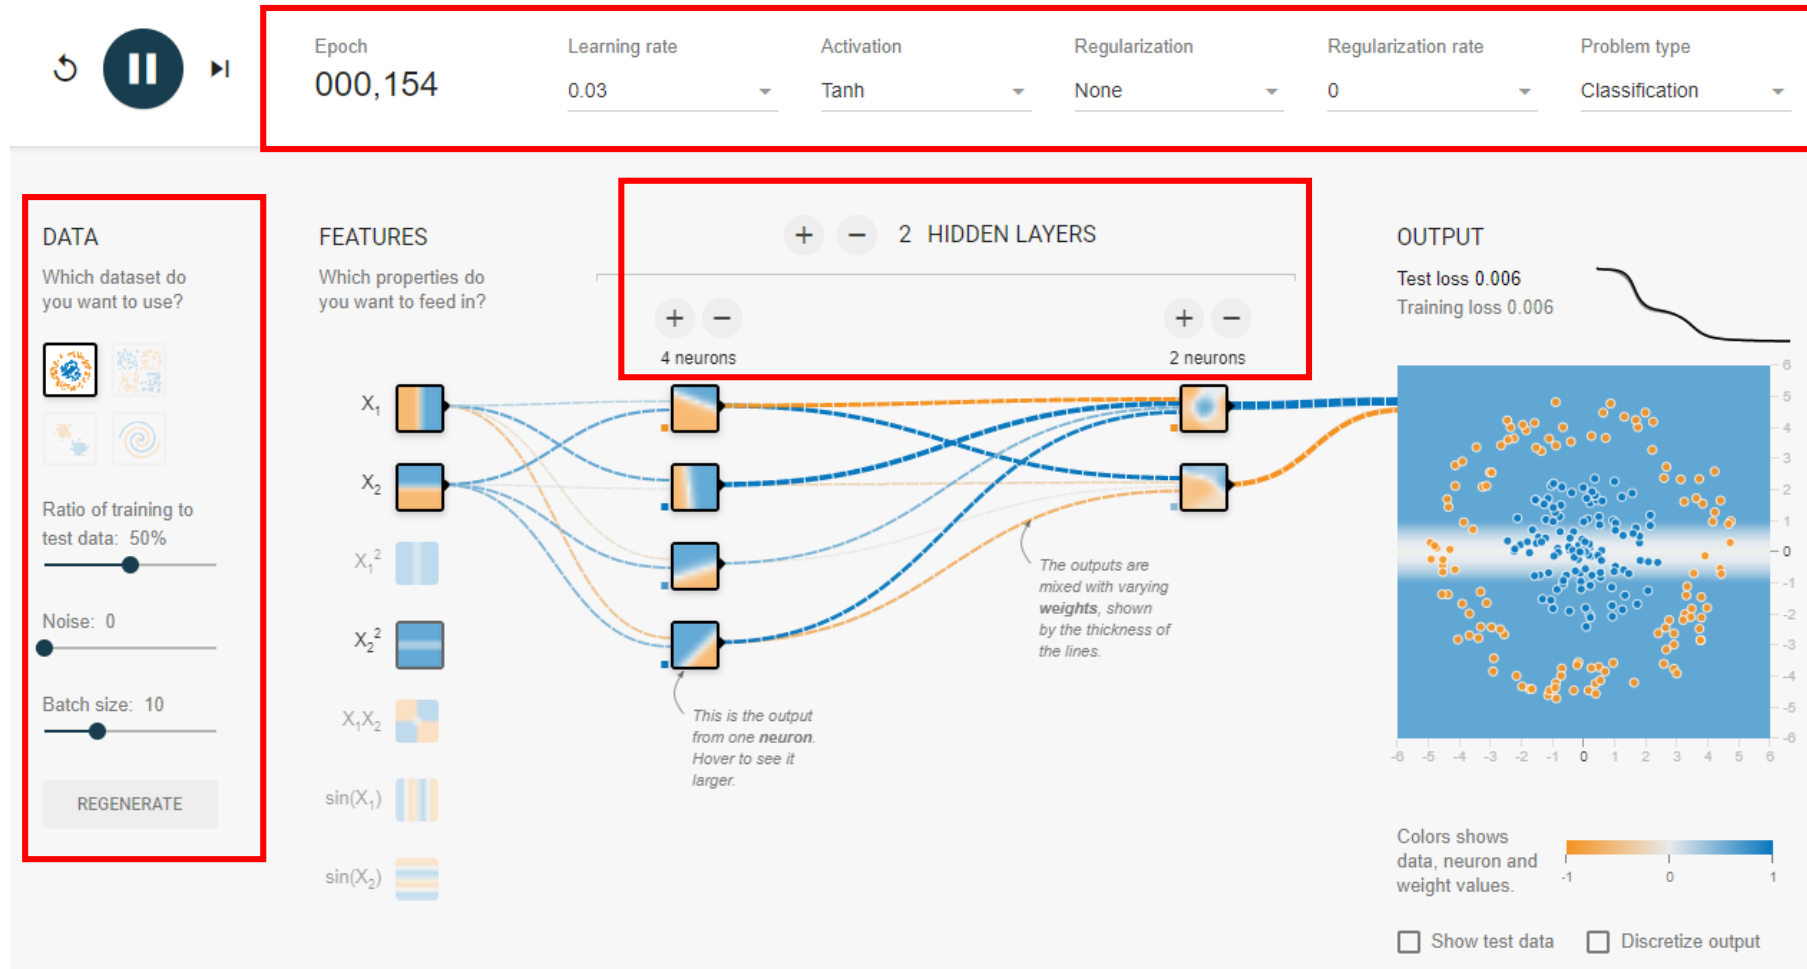 Epoch
000,154
Learning rate
0.03
Activation
Tanh
Regularization
None
Regularization rate
0
Problem type
Classification
DATA
Which dataset do
you want to use?
Ratio of training to
test data: 50%
Noise: 0
Batch size: 10
REGENERATE
FEATURES
Which properties do
you want to feed in?
X₁
X₂
X₁²
X₂²
X₁X₂
sin(X₁)
sin(X₂)
+ − 2 HIDDEN LAYERS
+ −
4 neurons
+ −
2 neurons
This is the output
from one neuron.
Hover to see it
larger.
The outputs are
mixed with varying
weights, shown
by the thickness of
the lines.
OUTPUT
Test loss 0.006
Training loss 0.006
6
5
4
3
2
1
0
-1
-2
-3
-4
-5
-6
-6 -5 -4 -3 -2 -1 0 1 2 3 4 5 6
Colors shows
data, neuron and
weight values.
-1 0 1
Show test data
Discretize output